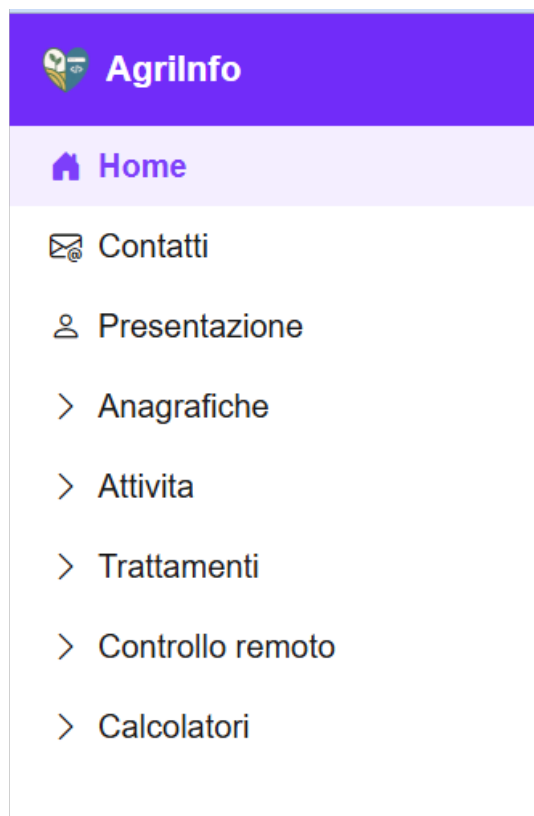 AgriInfo
Home
Contatti
Presentazione
Anagrafiche
Attivita
Trattamenti
Controllo remoto
Calcolatori